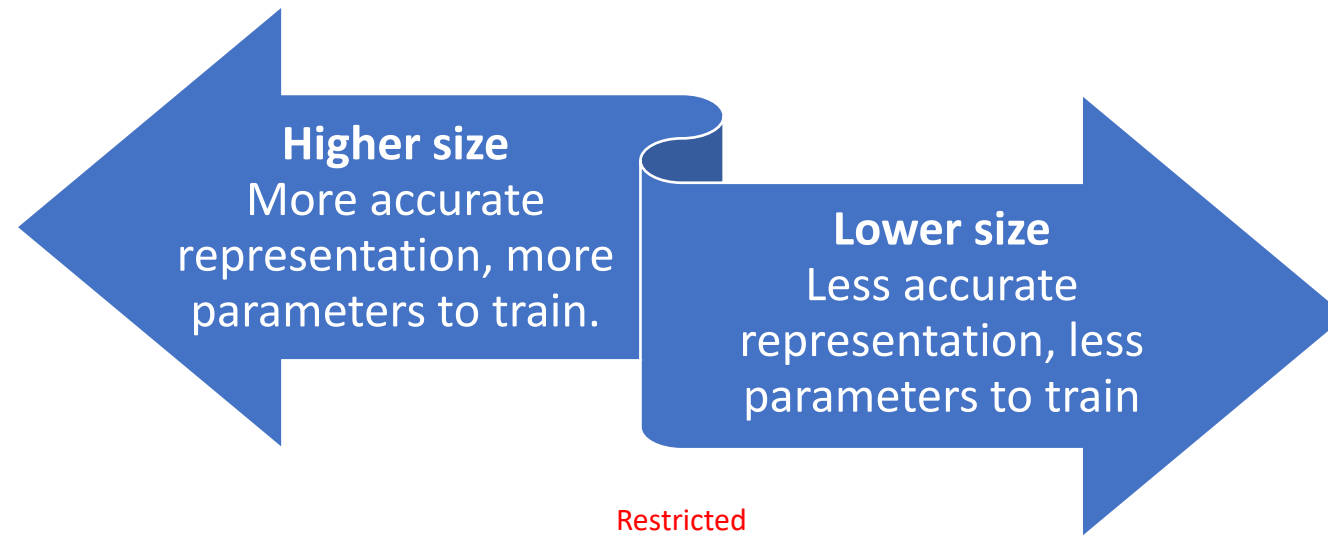 Higher size
More accurate
representation, more
parameters to train.
Lower size
Less accurate
representation, less
parameters to train
Restricted